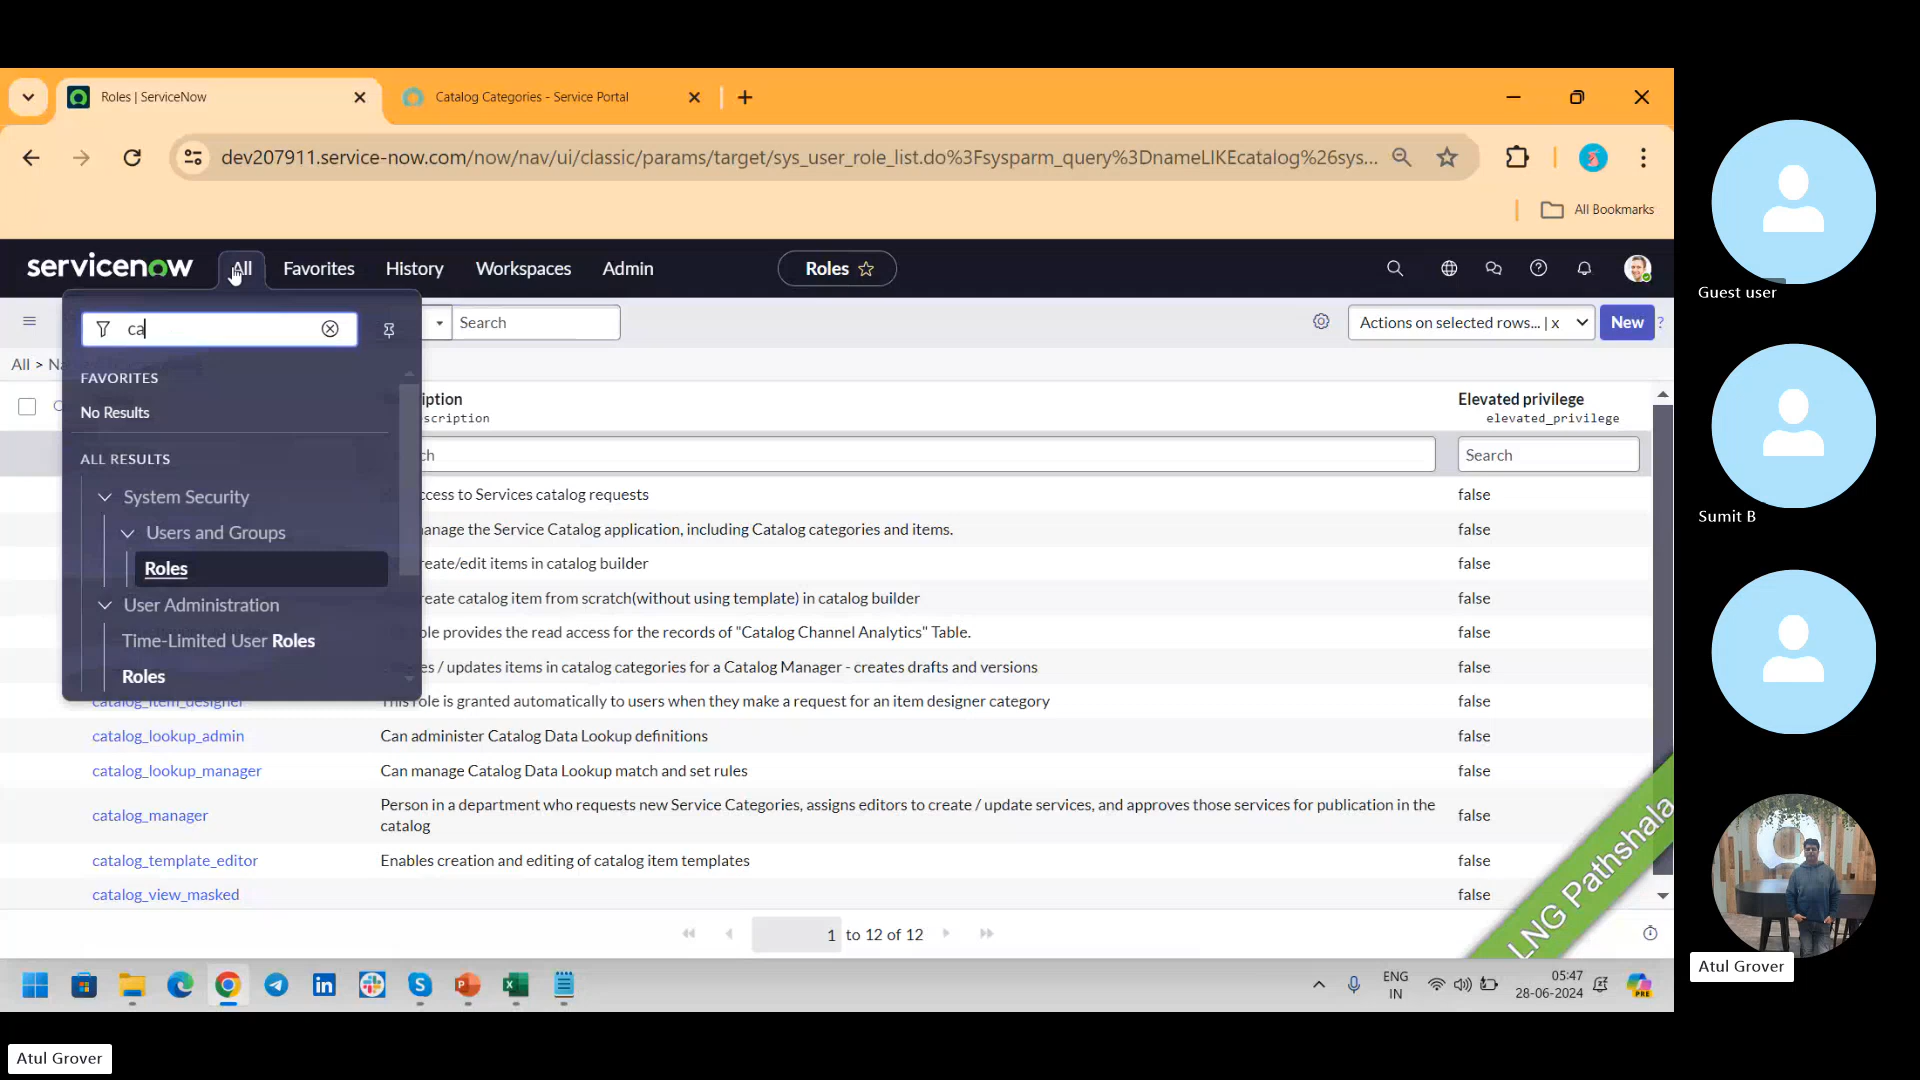 Roles | ServiceNow
Catalog Categories - Service Portal
dev207911.service-now.com/now/nav/ui/classic/params/target/sys_user_role_list.do%3Fsysparm_query%3DnameLIKEcatalog%26sys...
All Bookmarks
servicenow
All
Favorites
History
Workspaces
Admin
Roles
ca
Search
Actions on selected rows... | x
New
?
All > Na
FAVORITES
No Results
ALL RESULTS
System Security
Users and Groups
Roles
User Administration
Time-Limited User Roles
Roles
iption
scription
Elevated privilege
elevated_privilege
ch
Search
ccess to Services catalog requests
false
anage the Service Catalog application, including Catalog categories and items.
false
reate/edit items in catalog builder
false
reate catalog item from scratch(without using template) in catalog builder
false
ole provides the read access for the records of "Catalog Channel Analytics" Table.
false
es / updates items in catalog categories for a Catalog Manager - creates drafts and versions
false
catalog_item_designer
This role is granted automatically to users when they make a request for an item designer category
false
catalog_lookup_admin
Can administer Catalog Data Lookup definitions
false
catalog_lookup_manager
Can manage Catalog Data Lookup match and set rules
false
catalog_manager
Person in a department who requests new Service Categories, assigns editors to create / update services, and approves those services for publication in the
catalog
false
catalog_template_editor
Enables creation and editing of catalog item templates
false
catalog_view_masked
false
1 to 12 of 12
LNG Pathshala
ENG
IN
05:47
28-06-2024
PRE
Guest user
Sumit B
Atul Grover
Atul Grover